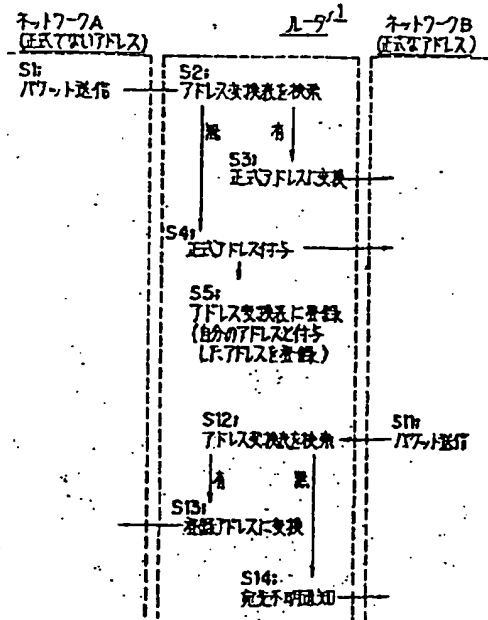 ネットワークA
(正式でないアドレス)
ルータ1
ネットワークB
(正式なアドレス)
S1:
パケット送信
S2:
アドレス変換表を検索
無
有
S3:
正式アドレスに変換
S4:
正式アドレス付与
S5:
アドレス変換表に登録
(自分のアドレスと付与
したアドレスを登録)
S12:
アドレス変換表を検索
S11:
パケット送信
有
無
S13:
登録アドレスに変換
S14:
宛先不明通知